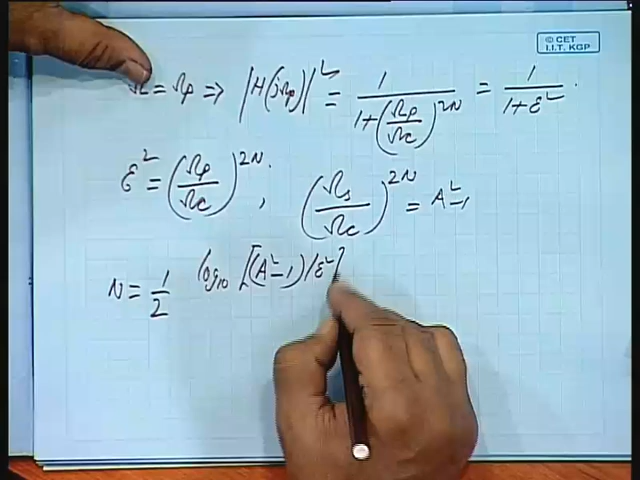 © CET
I.I.T. KGP
Ω = Ωp => |H(jΩp)|² = 1/(1+(Ωp/Ωc)^2N) = 1/(1+ε²).
ε² = (Ωp/Ωc)^2N, (Ωs/Ωc)^2N = A²-1
N = 1/2 log10 [(A²-1)/ε²]